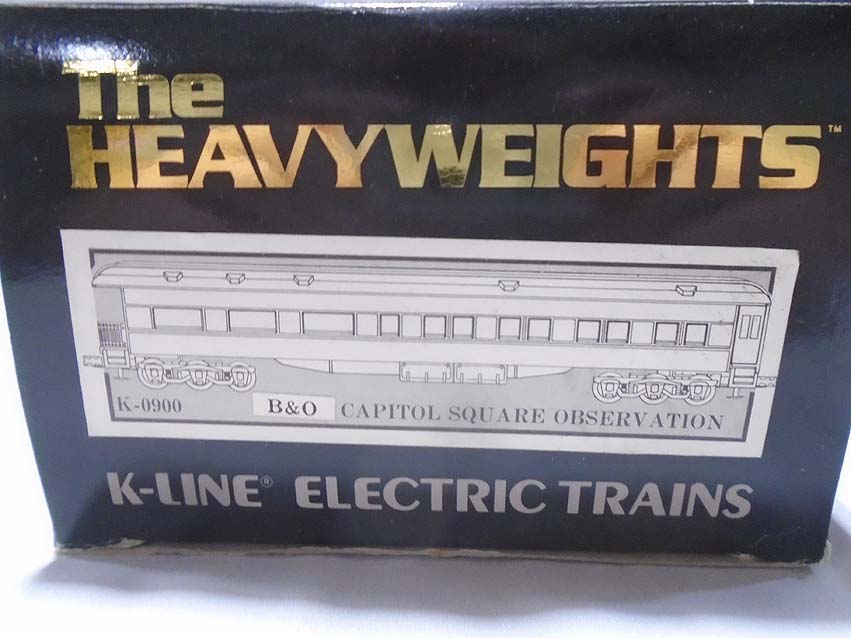 The
HEAVYWEIGHTS™
K-0900 B&O CAPITOL SQUARE OBSERVATION
K-LINE® ELECTRIC TRAINS